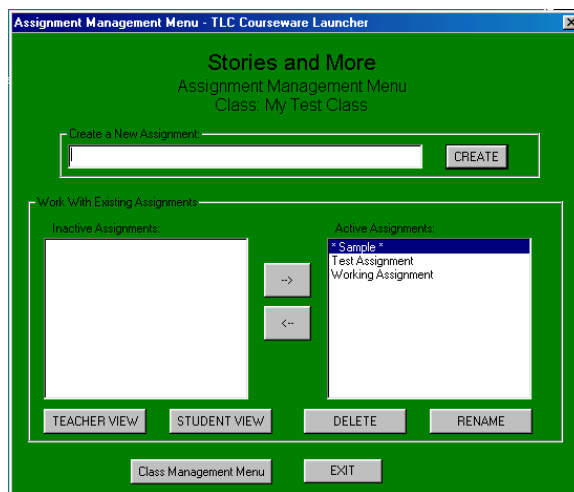 Assignment Management Menu - TLC Courseware Launcher
Stories and More
Assignment Management Menu
Class: My Test Class
Create a New Assignment:
CREATE
Work With Existing Assignments
Inactive Assignments:
Active Assignments:
* Sample *
Test Assignment
Working Assignment
-->
<--
TEACHER VIEW
STUDENT VIEW
DELETE
RENAME
Class Management Menu
EXIT